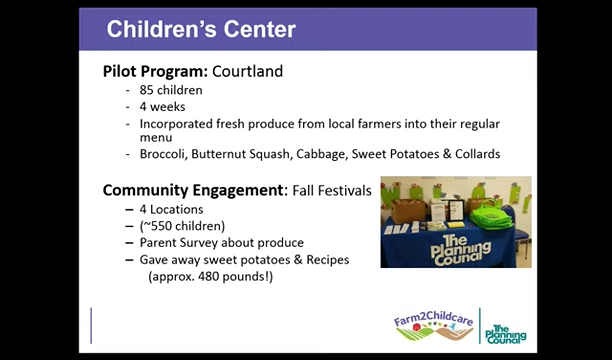 Children's Center
Pilot Program: Courtland
- 85 children
- 4 weeks
- Incorporated fresh produce from local farmers into their regular
menu
- Broccoli, Butternut Squash, Cabbage, Sweet Potatoes & Collards
Community Engagement: Fall Festivals
– 4 Locations
– (~550 children)
– Parent Survey about produce
– Gave away sweet potatoes & Recipes
(approx. 480 pounds!)
The
Planning
Council
Farm2Childcare
The
Planning
Council